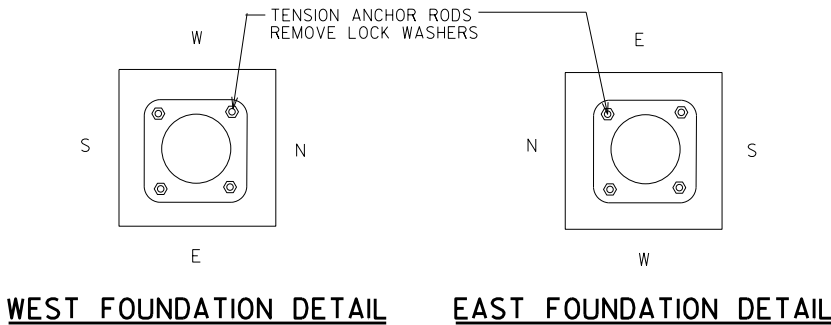 TENSION ANCHOR RODS
REMOVE LOCK WASHERS
W
E
S
N
N
S
E
W
WEST FOUNDATION DETAIL
EAST FOUNDATION DETAIL